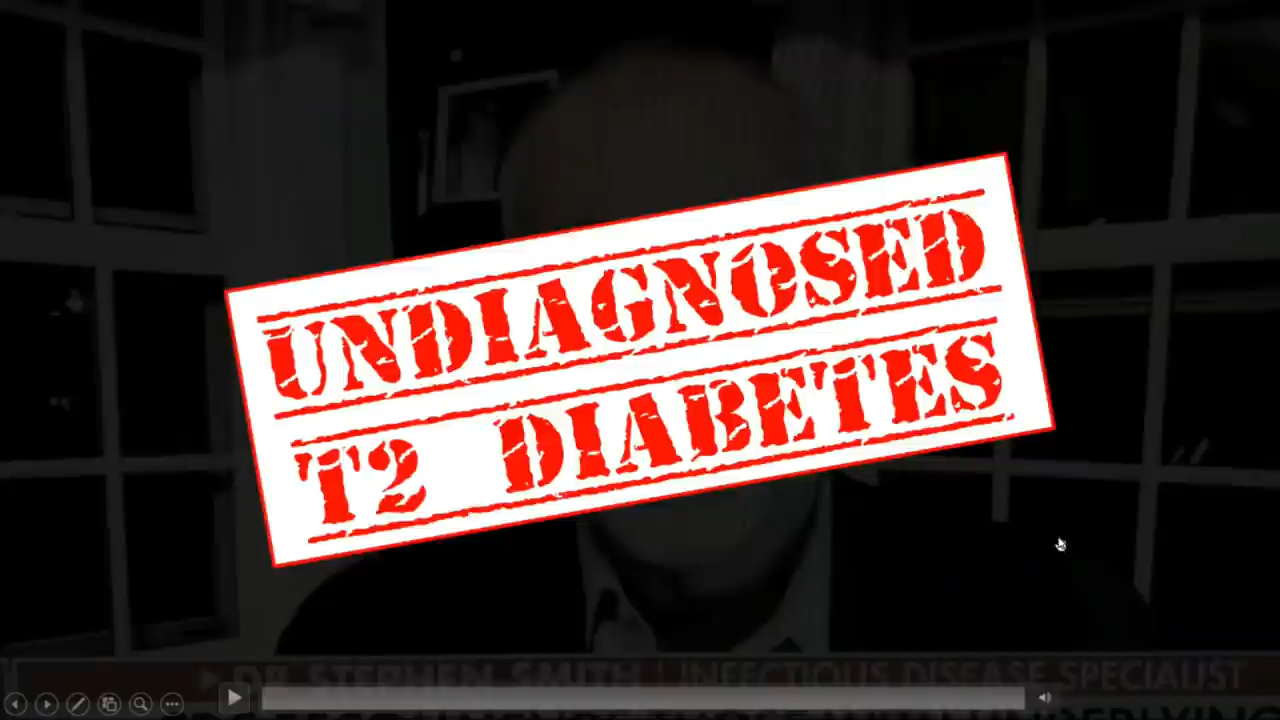 UNDIAGNOSED
T2 DIABETES
DR. STEPHEN SMITH | INFECTIOUS DISEASE SPECIALIST